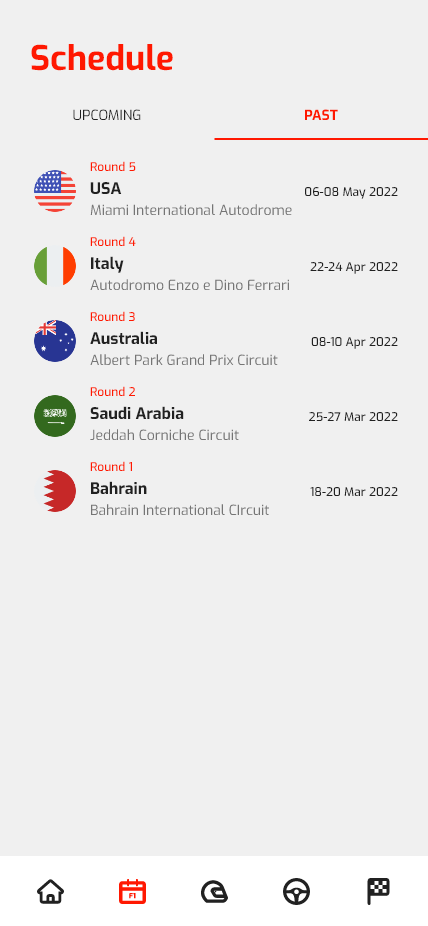 Schedule
UPCOMING
PAST
Round 5
USA
06-08 May 2022
Miami International Autodrome
Round 4
Italy
22-24 Apr 2022
Autodromo Enzo e Dino Ferrari
Round 3
Australia
08-10 Apr 2022
Albert Park Grand Prix Circuit
Round 2
Saudi Arabia
25-27 Mar 2022
Jeddah Corniche Circuit
Round 1
Bahrain
18-20 Mar 2022
Bahrain International CIrcuit
F1